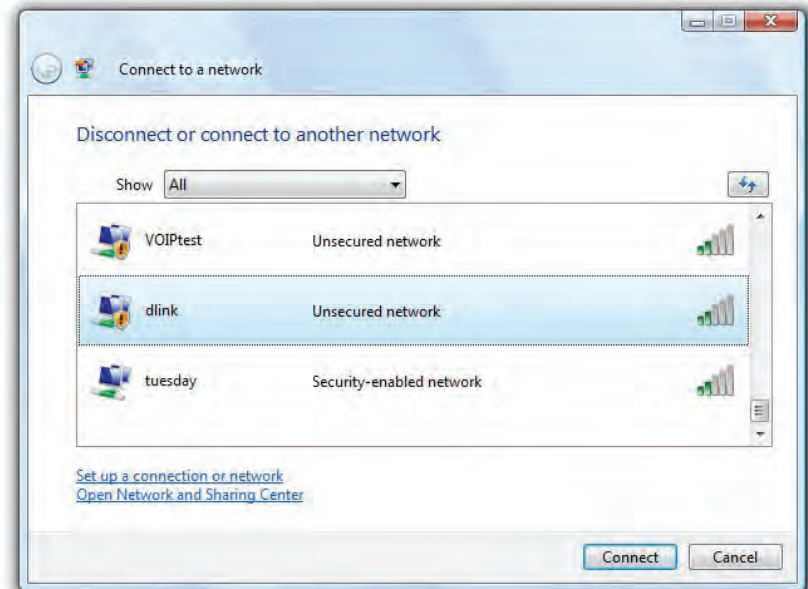 Connect to a network
Disconnect or connect to another network
Show All
VOIPtest Unsecured network
dlink Unsecured network
tuesday Security-enabled network
Set up a connection or network
Open Network and Sharing Center
Connect Cancel